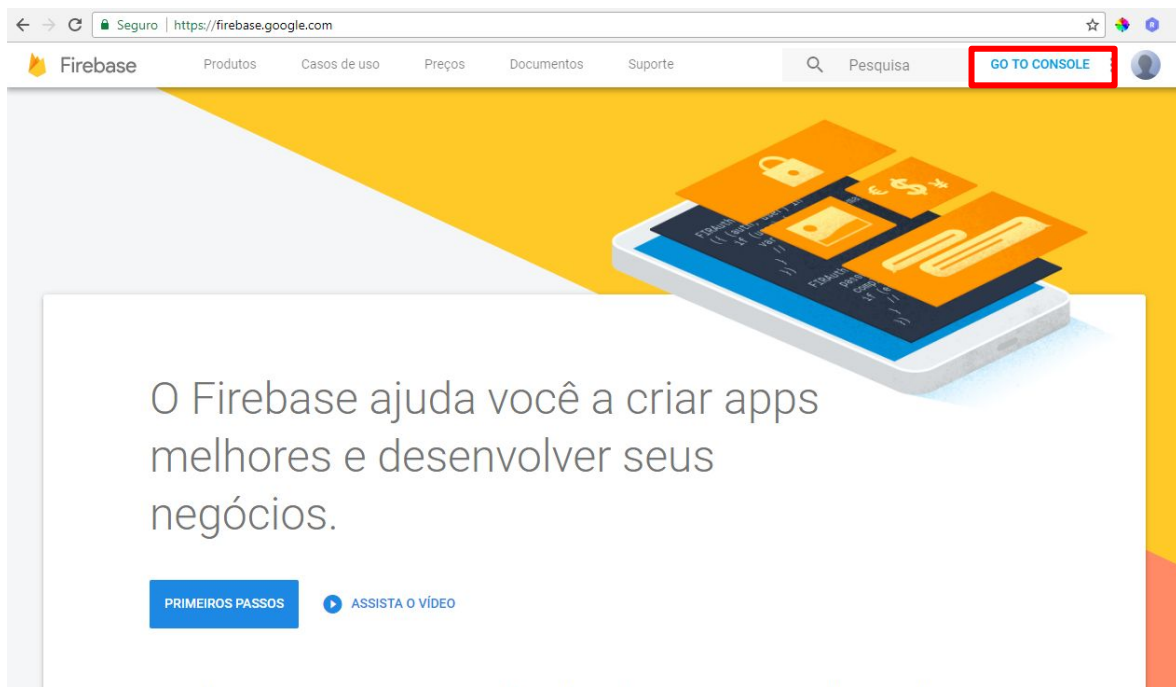 Seguro | https://firebase.google.com
Firebase Produtos Casos de uso Preços Documentos Suporte Pesquisa GO TO CONSOLE
O Firebase ajuda você a criar apps
melhores e desenvolver seus
negócios.
PRIMEIROS PASSOS ASSISTA O VÍDEO